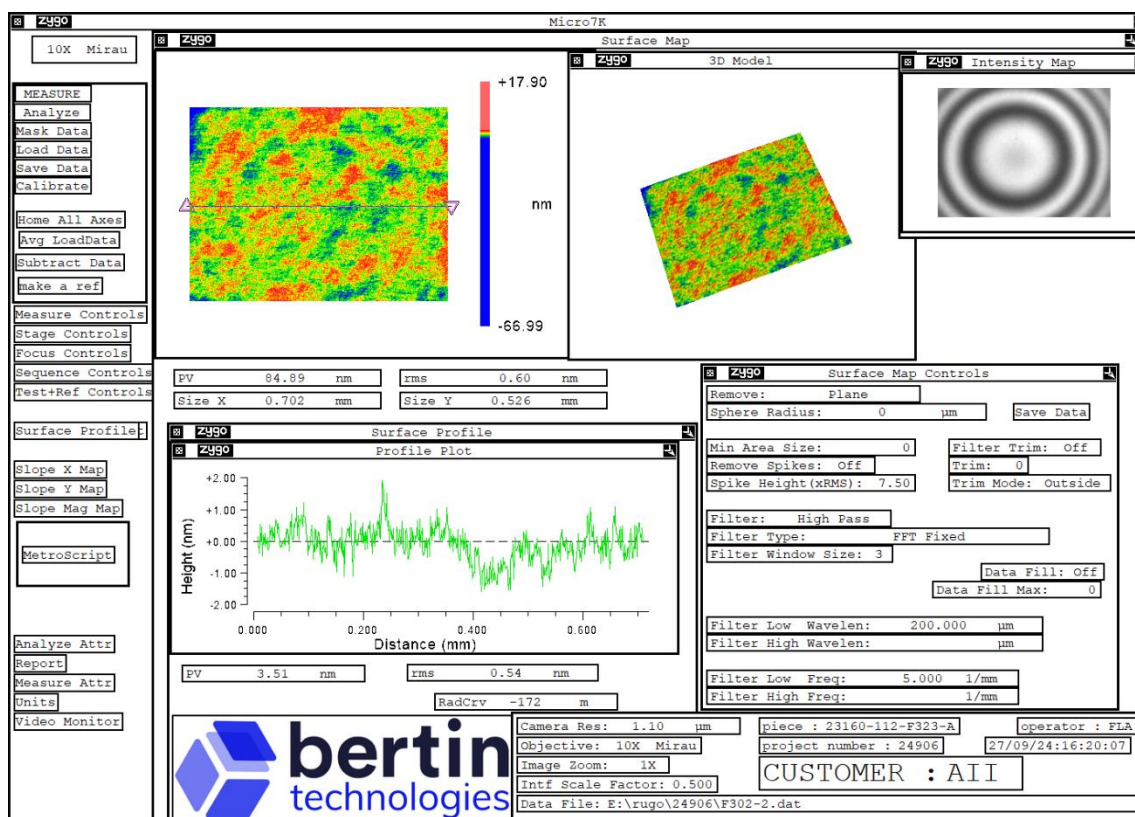 zygo Micro7K
10X Mirau
MEASURE
Analyze
Mask Data
Load Data
Save Data
Calibrate
Home All Axes
Avg LoadData
Subtract Data
make a ref
Measure Controls
Stage Controls
Focus Controls
Sequence Controls
Test+Ref Controls
Surface Profilet
Slope X Map
Slope Y Map
Slope Mag Map
MetroScript
Analyze Attr
Report
Measure Attr
Units
Video Monitor
zygo Surface Map
+17.90
nm
-66.99
zygo 3D Model
zygo Intensity Map
PV 84.89 nm
rms 0.60 nm
Size X 0.702 mm
Size Y 0.526 mm
zygo Surface Profile
zygo Profile Plot
Height (nm)
+2.00
+1.00
+0.00
-1.00
-2.00
0.000 0.200 0.400 0.600
Distance (mm)
PV 3.51 nm
rms 0.54 nm
RadCrv -172 m
zygo Surface Map Controls
Remove: Plane
Sphere Radius: 0 µm
Save Data
Min Area Size: 0
Filter Trim: Off
Remove Spikes: Off
Trim: 0
Spike Height(xRMS): 7.50
Trim Mode: Outside
Filter: High Pass
Filter Type: FFT Fixed
Filter Window Size: 3
Data Fill: Off
Data Fill Max: 0
Filter Low Wavelen: 200.000 µm
Filter High Wavelen: µm
Filter Low Freq: 5.000 1/mm
Filter High Freq: 1/mm
bertin
technologies
Camera Res: 1.10 µm
Objective: 10X Mirau
Image Zoom: 1X
Intf Scale Factor: 0.500
Data File: E:\rugo\24906\F302-2.dat
piece : 23160-112-F323-A
operator : FLA
project number : 24906
27/09/24:16:20:07
CUSTOMER : AII